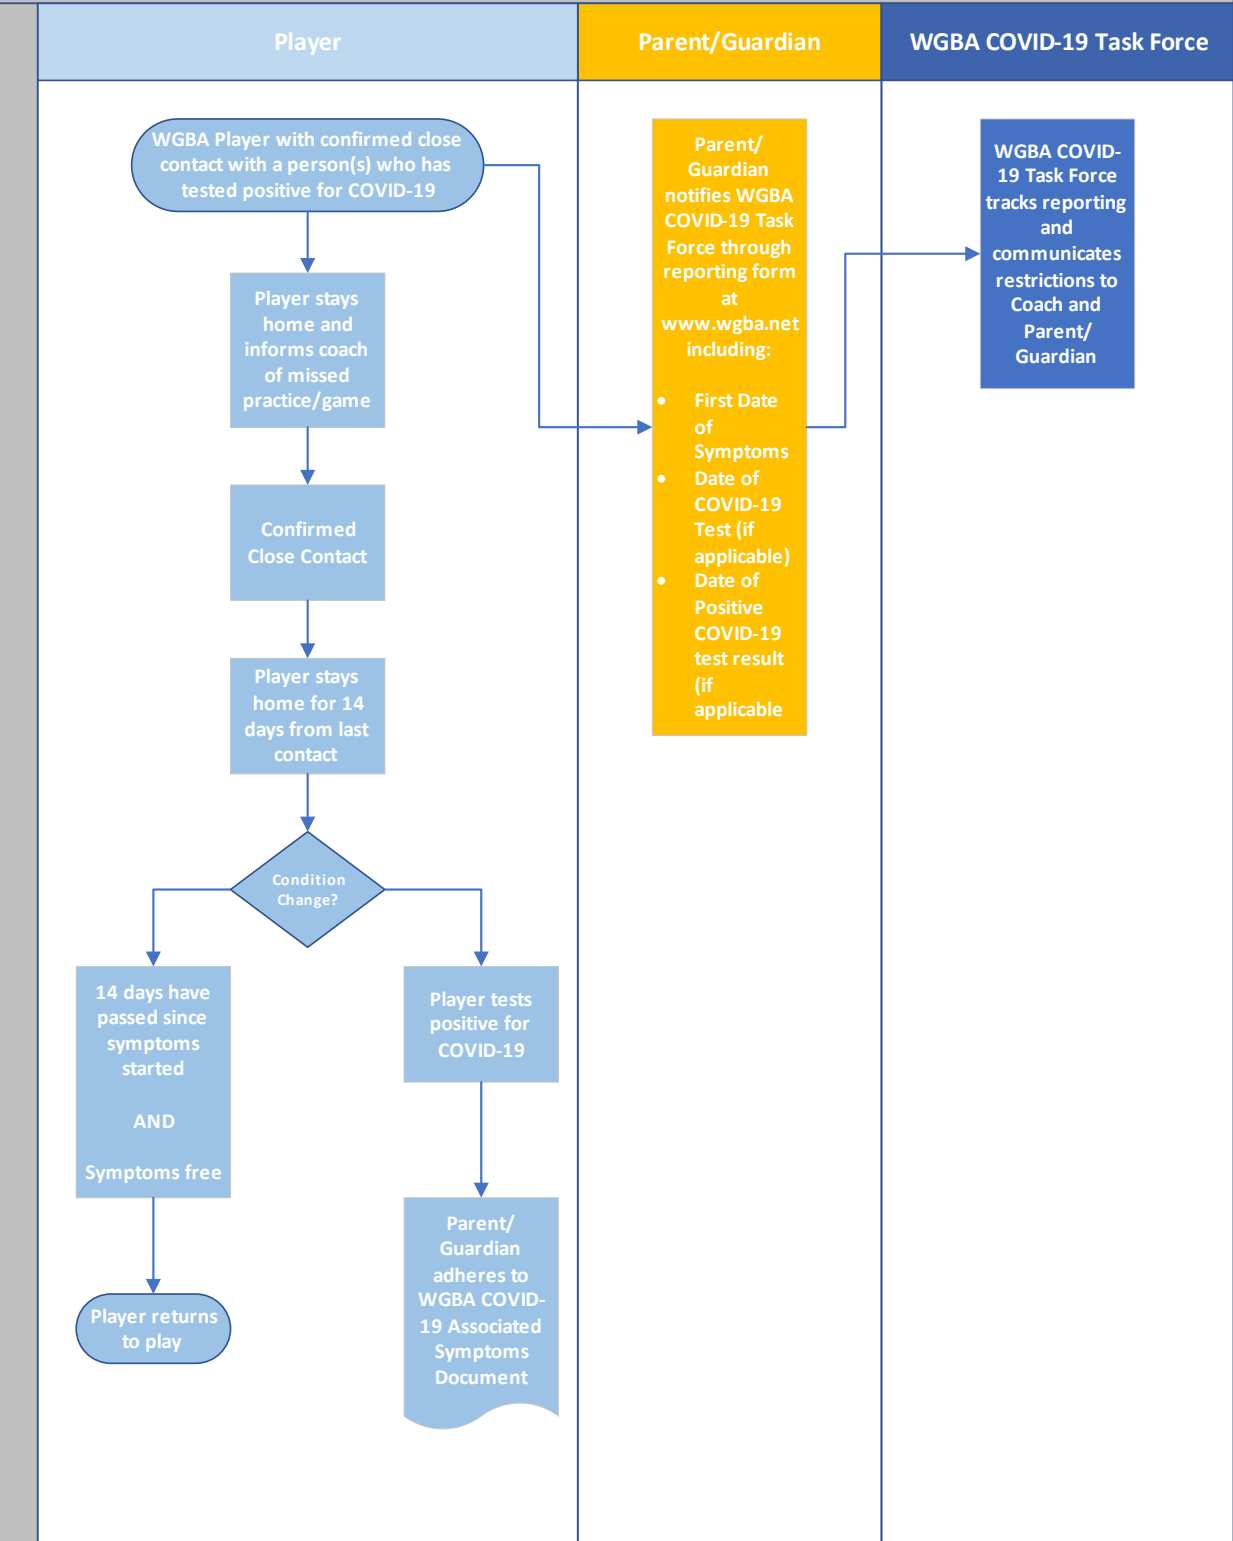 Player
Parent/Guardian
WGBA COVID-19 Task Force
WGBA Player with confirmed close
contact with a person(s) who has
tested positive for COVID-19
Player stays
home and
informs coach
of missed
practice/game
Confirmed
Close Contact
Player stays
home for 14
days from last
contact
Condition
Change?
14 days have
passed since
symptoms
started
AND
Symptoms free
Player returns
to play
Player tests
positive for
COVID-19
Parent/
Guardian
adheres to
WGBA COVID-
19 Associated
Symptoms
Document
Parent/
Guardian
notifies WGBA
COVID-19 Task
Force through
reporting form
at
www.wgba.net
including:
• First Date
of
Symptoms
• Date of
COVID-19
Test (if
applicable)
• Date of
Positive
COVID-19
test result
(if
applicable
WGBA COVID-
19 Task Force
tracks reporting
and
communicates
restrictions to
Coach and
Parent/
Guardian